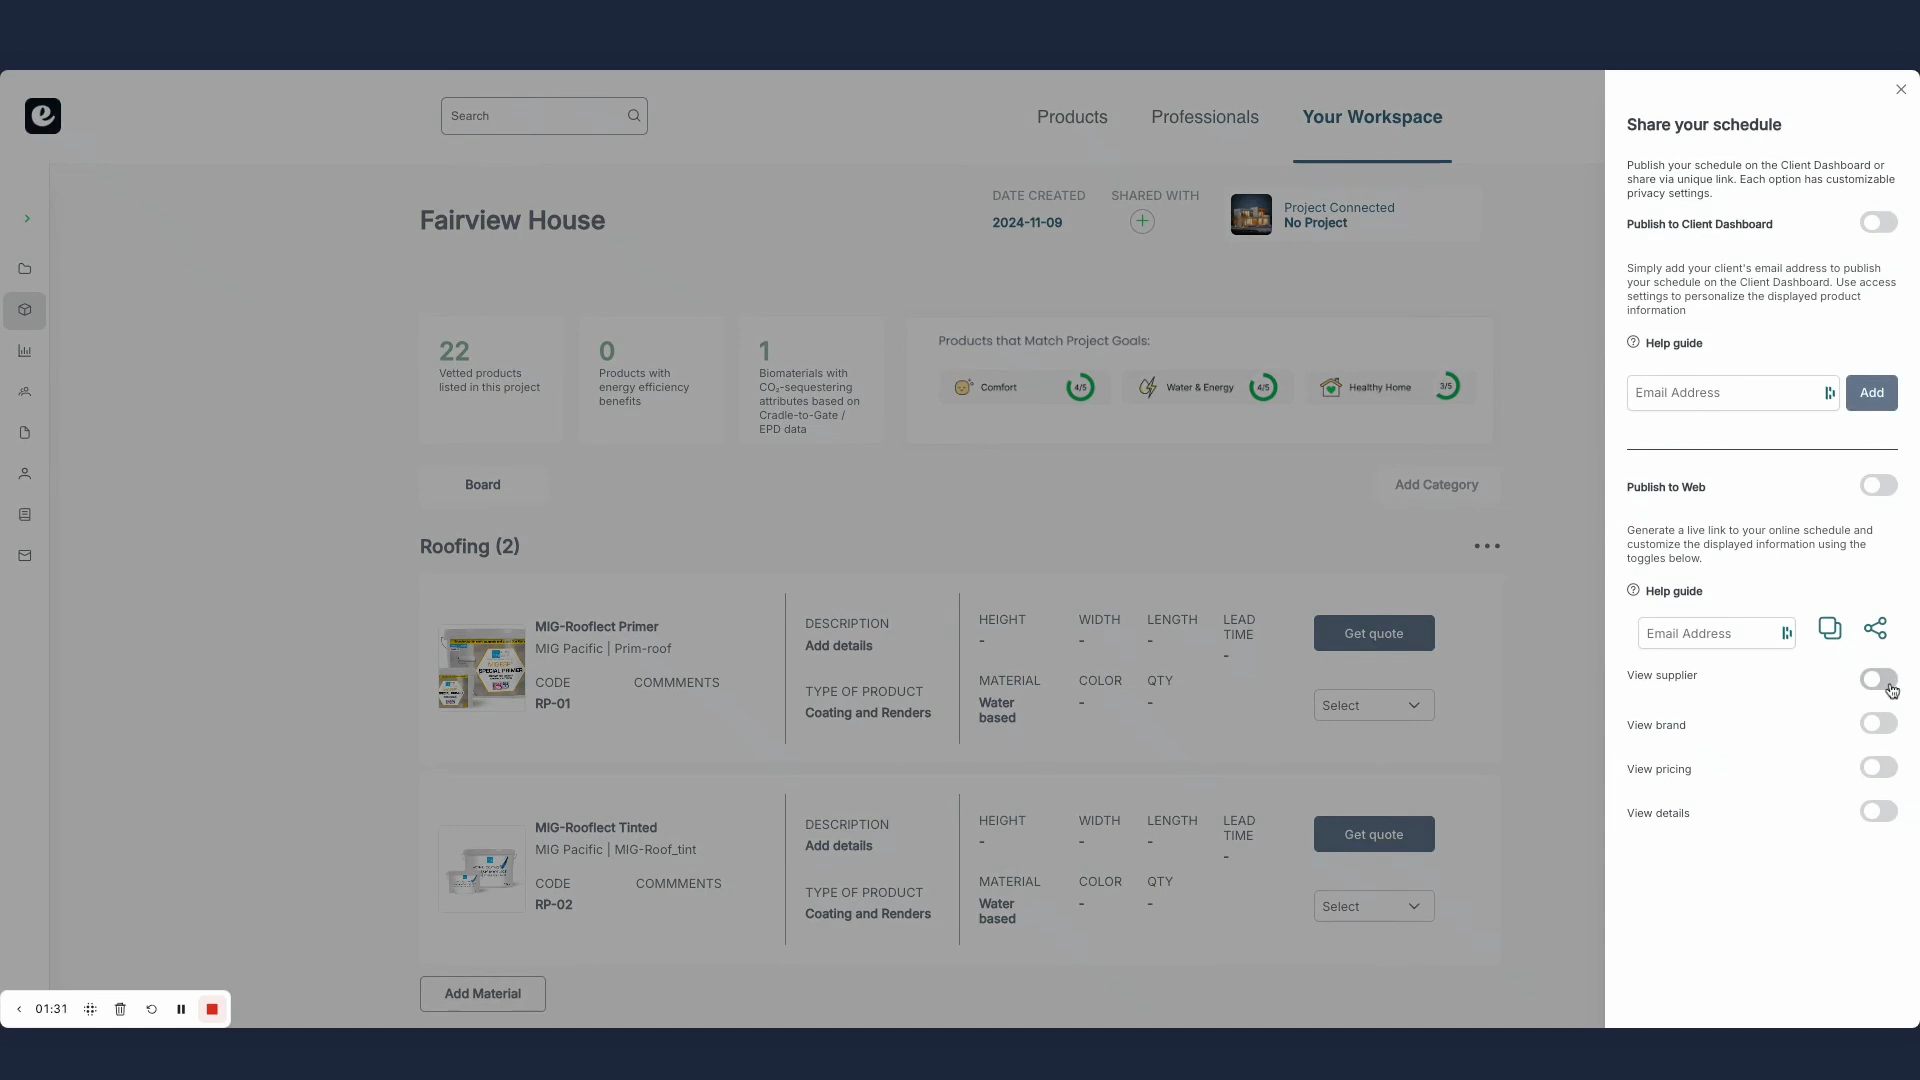 Search
Products
Professionals
Your Workspace
Fairview House
DATE CREATED
2024-11-09
SHARED WITH
Project Connected
No Project
22
Vetted products
listed in this project
0
Products with
energy efficiency
benefits
1
Biomaterials with
CO₂-sequestering
attributes based on
Cradle-to-Gate /
EPD data
Products that Match Project Goals:
Comfort
4/5
Water & Energy
4/5
Healthy Home
3/5
Board
Add Category
Roofing (2)
MIG-Rooflect Primer
MIG Pacific | Prim-roof
CODE
COMMMENTS
RP-01
SPECIAL PRIMER
DESCRIPTION
Add details
TYPE OF PRODUCT
Coating and Renders
HEIGHT
-
WIDTH
-
LENGTH
-
LEAD
TIME
-
MATERIAL
Water
based
COLOR
-
QTY
-
Get quote
Select
MIG-Rooflect Tinted
MIG Pacific | MIG-Roof_tint
CODE
COMMMENTS
RP-02
DESCRIPTION
Add details
TYPE OF PRODUCT
Coating and Renders
HEIGHT
-
WIDTH
-
LENGTH
-
LEAD
TIME
-
MATERIAL
Water
based
COLOR
-
QTY
-
Get quote
Select
Add Material
01:31
Share your schedule
Publish your schedule on the Client Dashboard or
share via unique link. Each option has customizable
privacy settings.
Publish to Client Dashboard
Simply add your client's email address to publish
your schedule on the Client Dashboard. Use access
settings to personalize the displayed product
information
Help guide
Email Address
Add
Publish to Web
Generate a live link to your online schedule and
customize the displayed information using the
toggles below.
Help guide
Email Address
View supplier
View brand
View pricing
View details